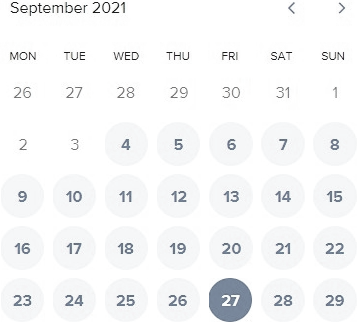 September 2021
MON TUE WED THU FRI SAT SUN
26 27 28 29 30 31 1
2 3 4 5 6 7 8
9 10 11 12 13 14 15
16 17 18 19 20 21 22
23 24 25 26 27 28 29